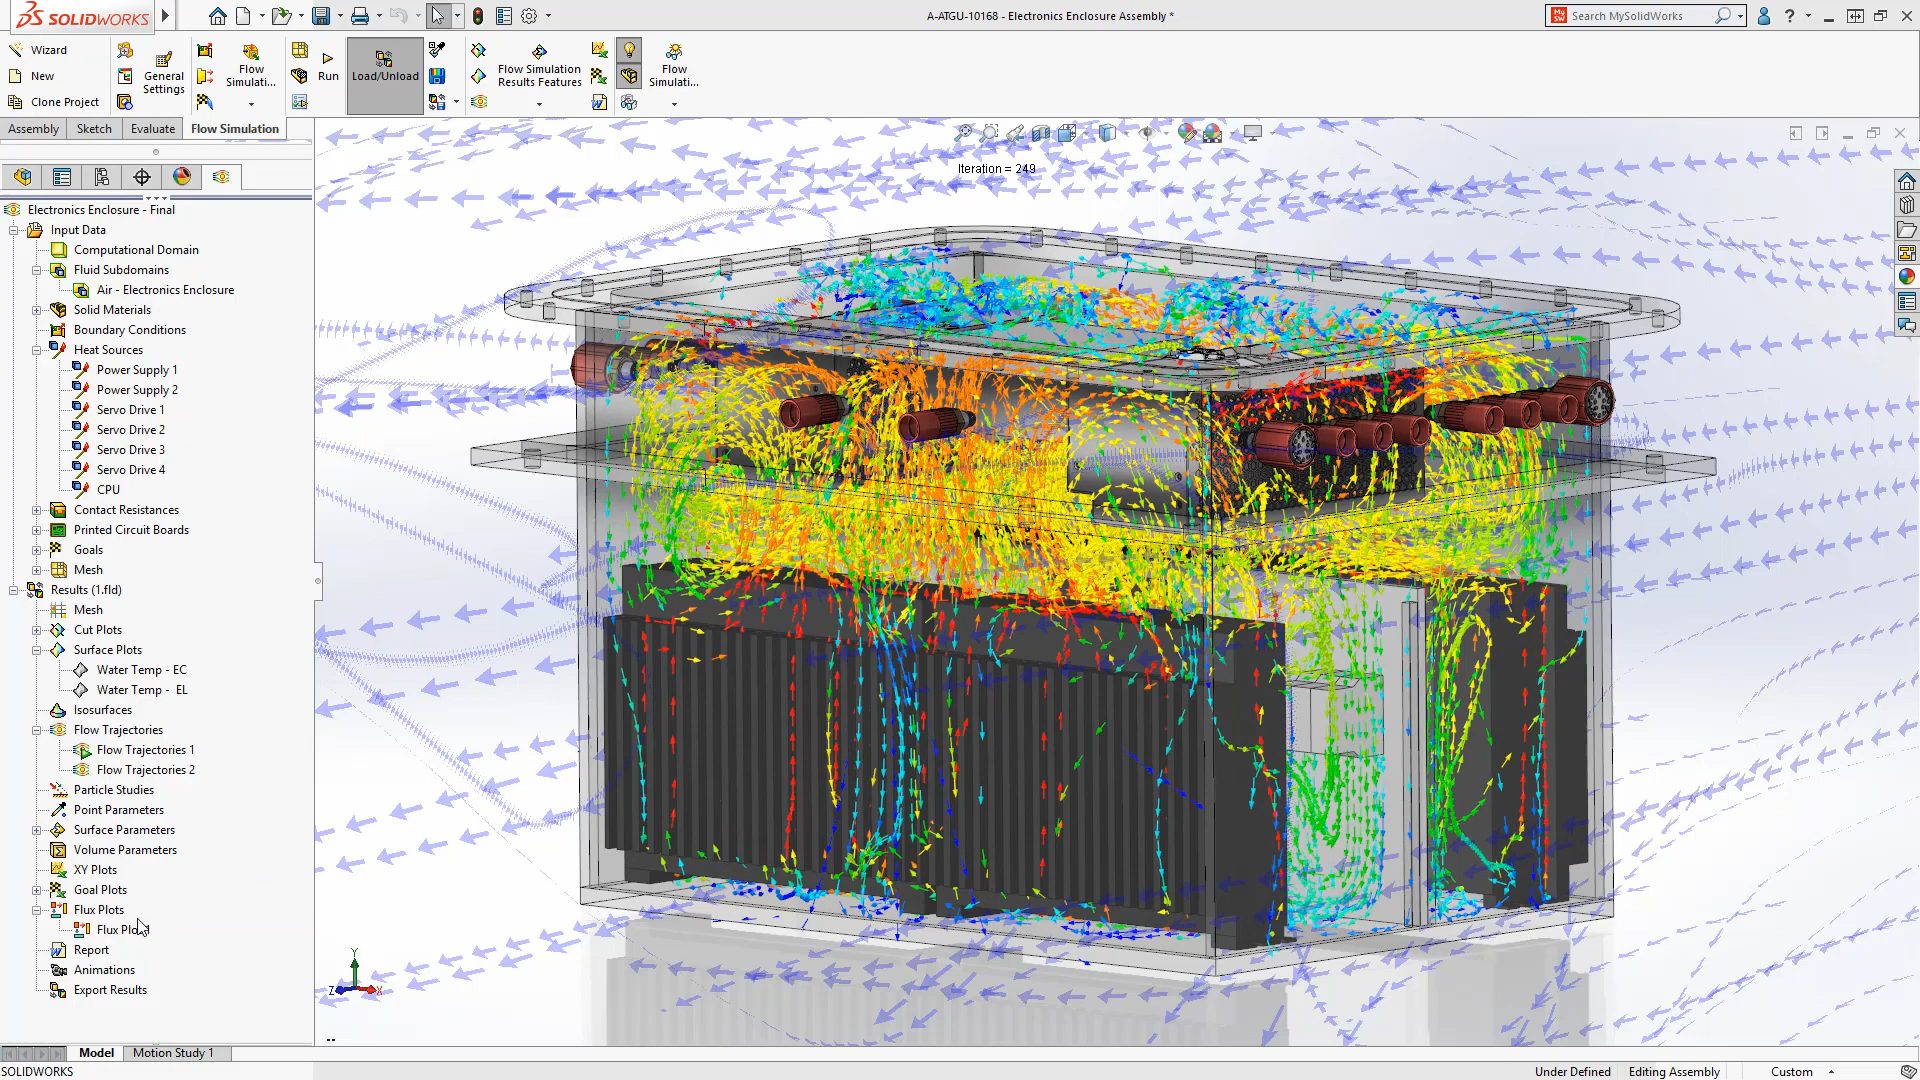 SOLIDWORKS
A-ATGU-10168 - Electronics Enclosure Assembly *
Search MySolidWorks
Wizard
New
Clone Project
General Settings
Flow Simulati...
Run
Load/Unload
Flow Simulation Results Features
Flow Simulati...
Assembly
Sketch
Evaluate
Flow Simulation
Iteration = 249
Electronics Enclosure - Final
Input Data
Computational Domain
Fluid Subdomains
Air - Electronics Enclosure
Solid Materials
Boundary Conditions
Heat Sources
Power Supply 1
Power Supply 2
Servo Drive 1
Servo Drive 2
Servo Drive 3
Servo Drive 4
CPU
Contact Resistances
Printed Circuit Boards
Goals
Mesh
Results (1.fld)
Mesh
Cut Plots
Surface Plots
Water Temp - EC
Water Temp - EL
Isosurfaces
Flow Trajectories
Flow Trajectories 1
Flow Trajectories 2
Particle Studies
Point Parameters
Surface Parameters
Volume Parameters
XY Plots
Goal Plots
Flux Plots
Flux
Report
Animations
Export Results
Y
Z
X
Model
Motion Study 1
SOLIDWORKS
Under Defined
Editing Assembly
Custom